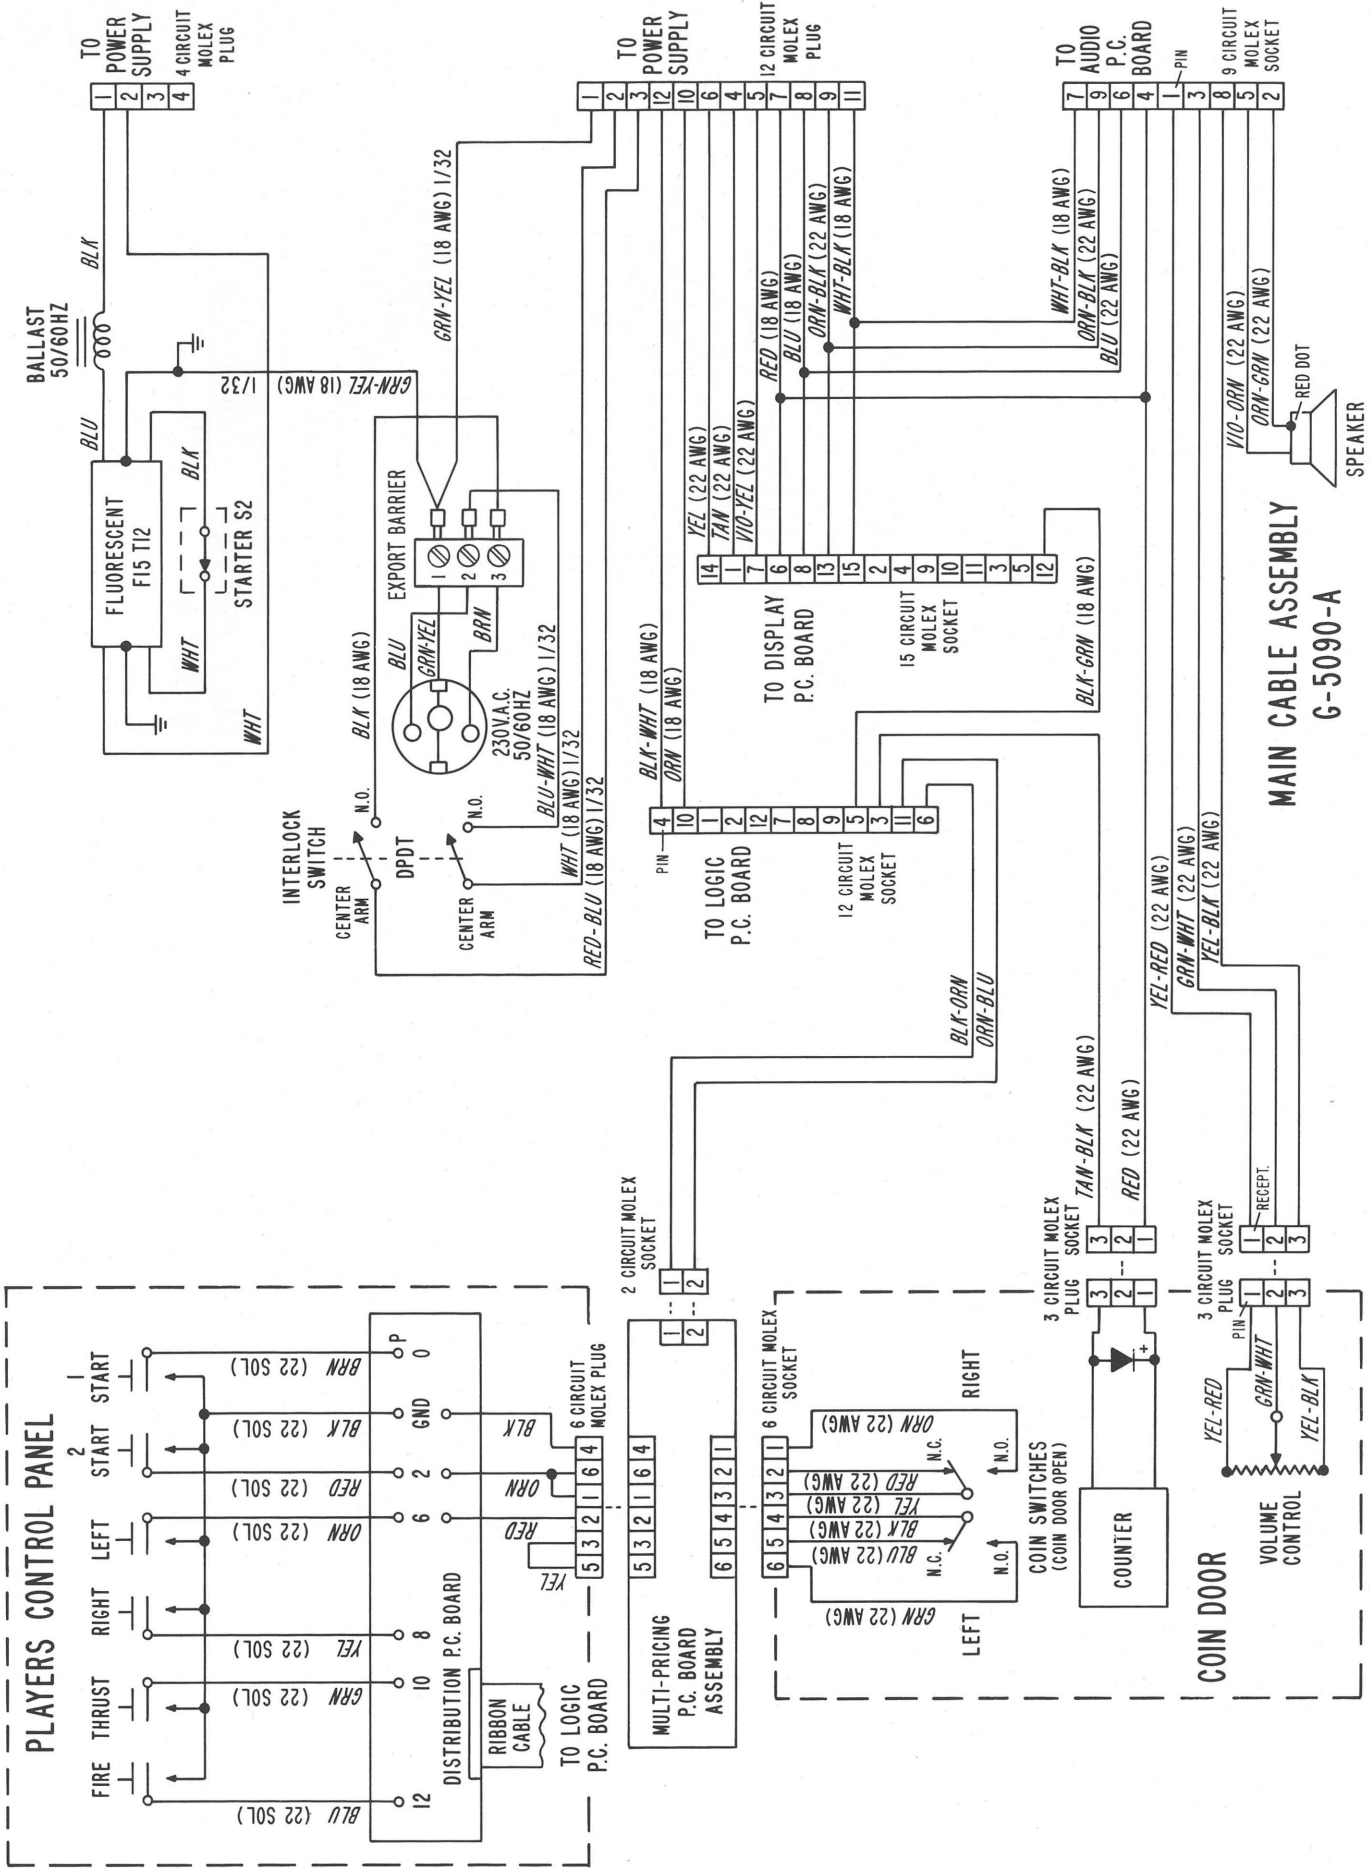 PLAYERS CONTROL PANEL
FIRE
THRUST
RIGHT
LEFT
2
START
1
START
BLU (22 SOL)
GRN (22 SOL)
YEL (22 SOL)
ORN (22 SOL)
RED (22 SOL)
BLK (22 SOL)
BRN (22 SOL)
12
10
8
6
2
GND
0
P
DISTRIBUTION P.C. BOARD
RIBBON
CABLE
TO LOGIC
P.C. BOARD
YEL
RED
ORN
BLK
5 3 2 1 6 4
6 CIRCUIT
MOLEX PLUG
5 3 2 1 6 4
MULTI-PRICING
P.C. BOARD
ASSEMBLY
6 5 4 3 2 1
1
2
1
2
2 CIRCUIT MOLEX
SOCKET
6 5 4 3 2 1
6 CIRCUIT MOLEX
SOCKET
GRN (22 AWG)
BLU (22 AWG)
BLK (22 AWG)
YEL (22 AWG)
RED (22 AWG)
ORN (22 AWG)
N.C.
N.C.
N.O.
N.O.
LEFT
RIGHT
COIN SWITCHES
(COIN DOOR OPEN)
COUNTER
+
3 CIRCUIT MOLEX
PLUG SOCKET
3
2
1
3
2
1
COIN DOOR
VOLUME
CONTROL
YEL-RED
GRN-WHT
YEL-BLK
3 CIRCUIT MOLEX
PLUG SOCKET
PIN
1
2
3
1
2
3
RECEPT.
TAN-BLK (22 AWG)
RED (22 AWG)
YEL-RED (22 AWG)
GRN-WHT (22 AWG)
YEL-BLK (22 AWG)
BLK-ORN
ORN-BLU
INTERLOCK
SWITCH
CENTER
ARM
N.O.
DPDT
CENTER
ARM
N.O.
BLK (18 AWG)
BLU
GRN-YEL
BRN
230V.A.C.
50/60HZ
EXPORT BARRIER
1
2
3
BLU-WHT (18 AWG) 1/32
WHT (18 AWG) 1/32
RED-BLU (18 AWG) 1/32
TO LOGIC
P.C. BOARD
12 CIRCUIT
MOLEX
SOCKET
PIN
4
10
1
2
12
7
8
9
5
3
11
6
BLK-WHT (18 AWG)
ORN (18 AWG)
TO DISPLAY
P.C. BOARD
15 CIRCUIT
MOLEX
SOCKET
14
1
7
6
8
13
15
2
4
9
10
11
3
5
12
BLK-GRN (18 AWG)
YEL (22 AWG)
TAN (22 AWG)
VIO-YEL (22 AWG)
RED (18 AWG)
BLU (18 AWG)
ORN-BLK (22 AWG)
WHT-BLK (18 AWG)
FLUORESCENT
F15 T12
WHT
BLK
STARTER S2
WHT
BLU
BALLAST
50/60HZ
BLK
GRN-YEL (18 AWG) 1/32
GRN-YEL (18 AWG) 1/32
TO
POWER
SUPPLY
4 CIRCUIT
MOLEX
PLUG
1
2
3
4
TO
POWER
SUPPLY
12 CIRCUIT
MOLEX
PLUG
1
2
3
12
10
6
4
5
7
8
9
11
WHT-BLK (18 AWG)
ORN-BLK (22 AWG)
BLU (22 AWG)
TO
AUDIO
P.C.
BOARD
PIN
9 CIRCUIT
MOLEX
SOCKET
7
9
6
4
1
3
8
5
2
VIO-ORN (22 AWG)
ORN-GRN (22 AWG)
RED DOT
SPEAKER
MAIN CABLE ASSEMBLY
G-5090-A